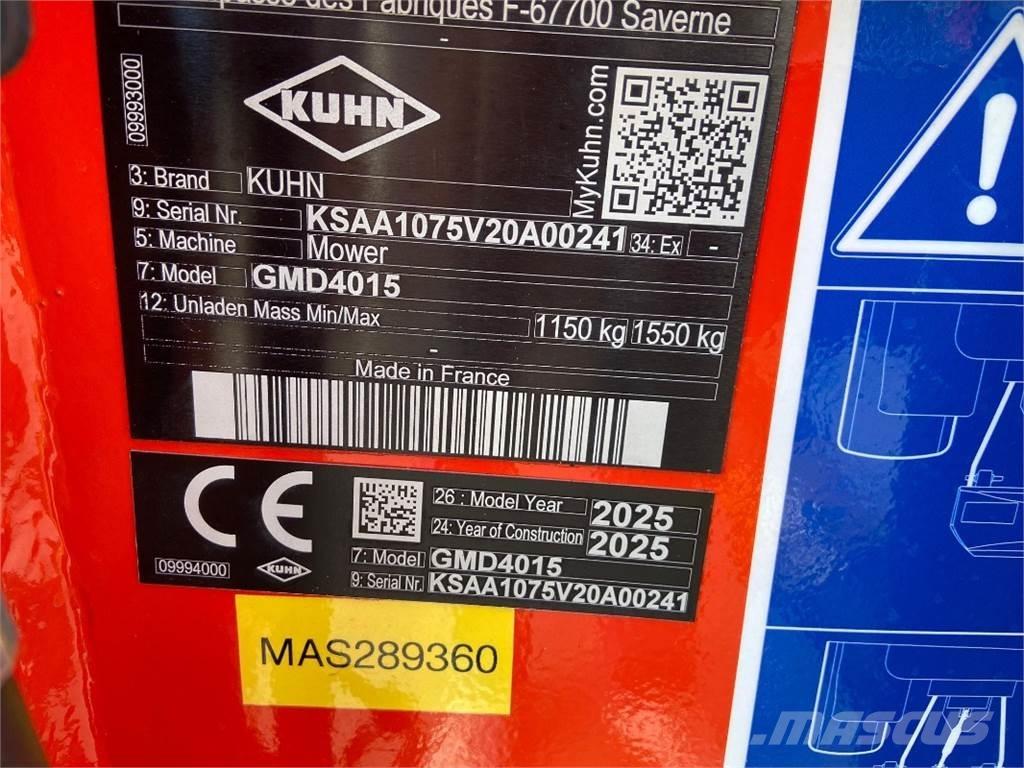 des Fabriques F-67700 Saverne
-
09993000
KUHN
MyKuhn.com
3: Brand KUHN
9: Serial Nr. KSAA1075V20A00241 34: Ex -
5: Machine Mower
7: Model GMD4015
12: Unladen Mass Min/Max 1150 kg 1550 kg
-
Made in France
CE
26 : Model Year 2025
24: Year of Construction 2025
7: Model GMD4015
9: Serial Nr. KSAA1075V20A00241
09994000 KUHN
MAS289360
MASCUS